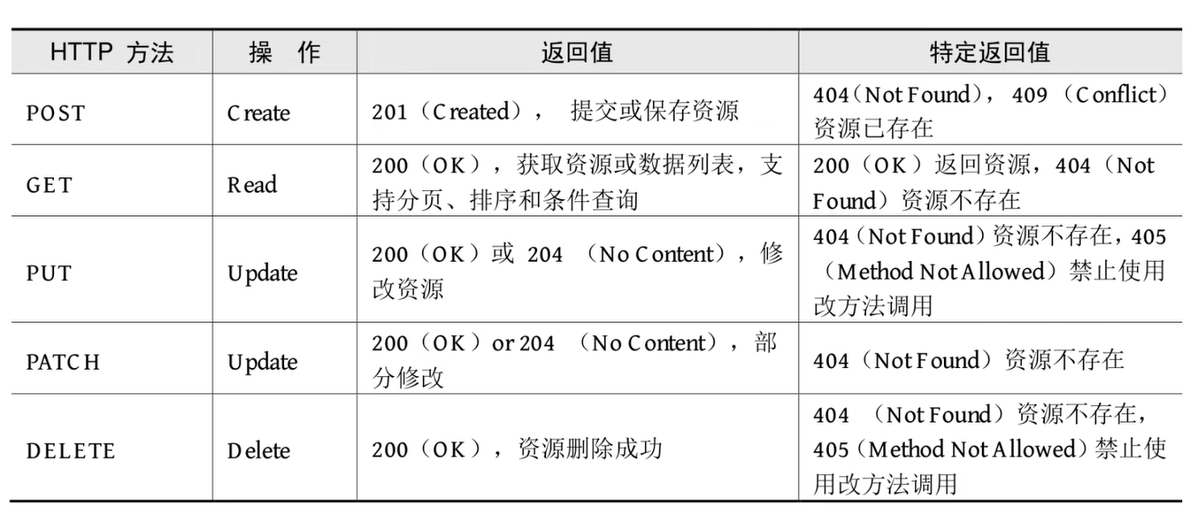 HTTP 方法 操 作 返回值 特定返回值
POST Create 201（Created）， 提交或保存资源 404（Not Found），409（Conflict）
资源已存在
GET Read 200（OK），获取资源或数据列表，支
持分页、排序和条件查询
200（OK）返回资源，404（Not
Found）资源不存在
PUT Update 200（OK）或 204 （No Content），修
改资源
404（Not Found）资源不存在，405
（Method Not Allowed）禁止使用
改方法调用
PATCH Update 200（OK）or 204 （No Content），部
分修改
404（Not Found）资源不存在
DELETE Delete 200（OK），资源删除成功
404 （Not Found）资源不存在，
405（Method Not Allowed）禁止使
用改方法调用